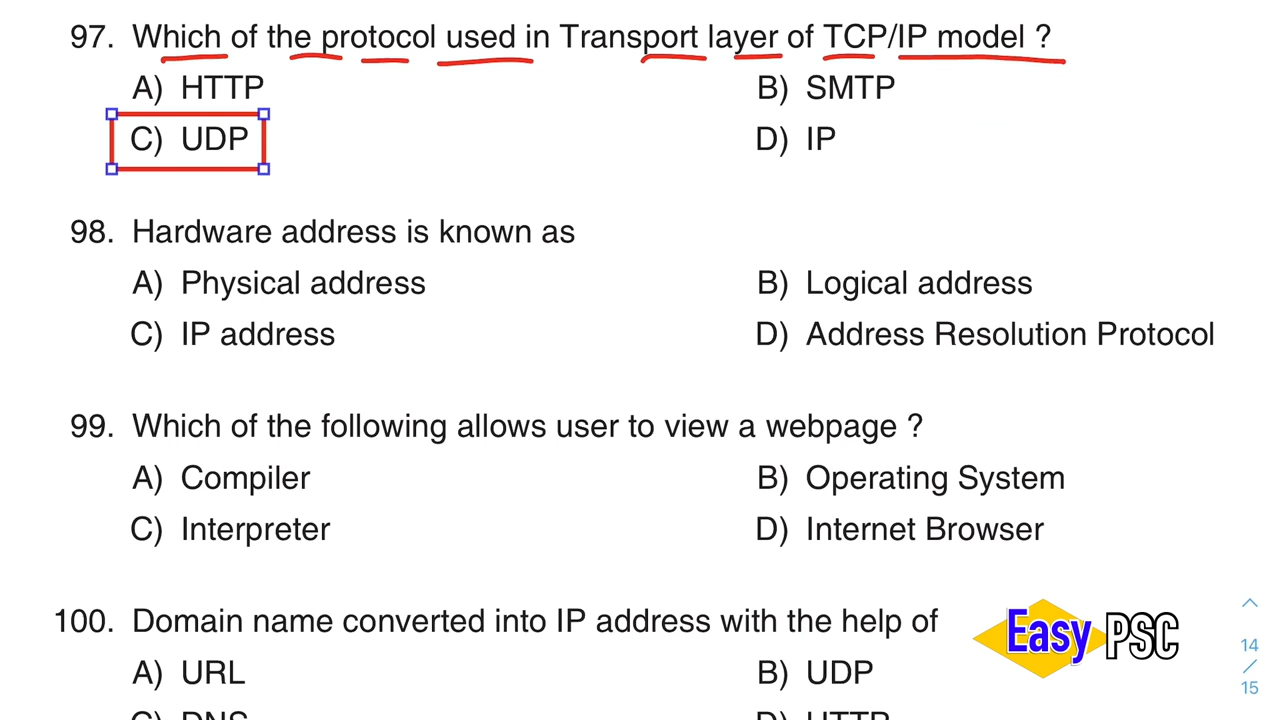 97. Which of the protocol used in Transport layer of TCP/IP model ?
A) HTTP B) SMTP
C) UDP D) IP
98. Hardware address is known as
A) Physical address B) Logical address
C) IP address D) Address Resolution Protocol
99. Which of the following allows user to view a webpage ?
A) Compiler B) Operating System
C) Interpreter D) Internet Browser
100. Domain name converted into IP address with the help of
Easy PSC
A) URL B) UDP
C) DNS D) HTTP
14
/
15